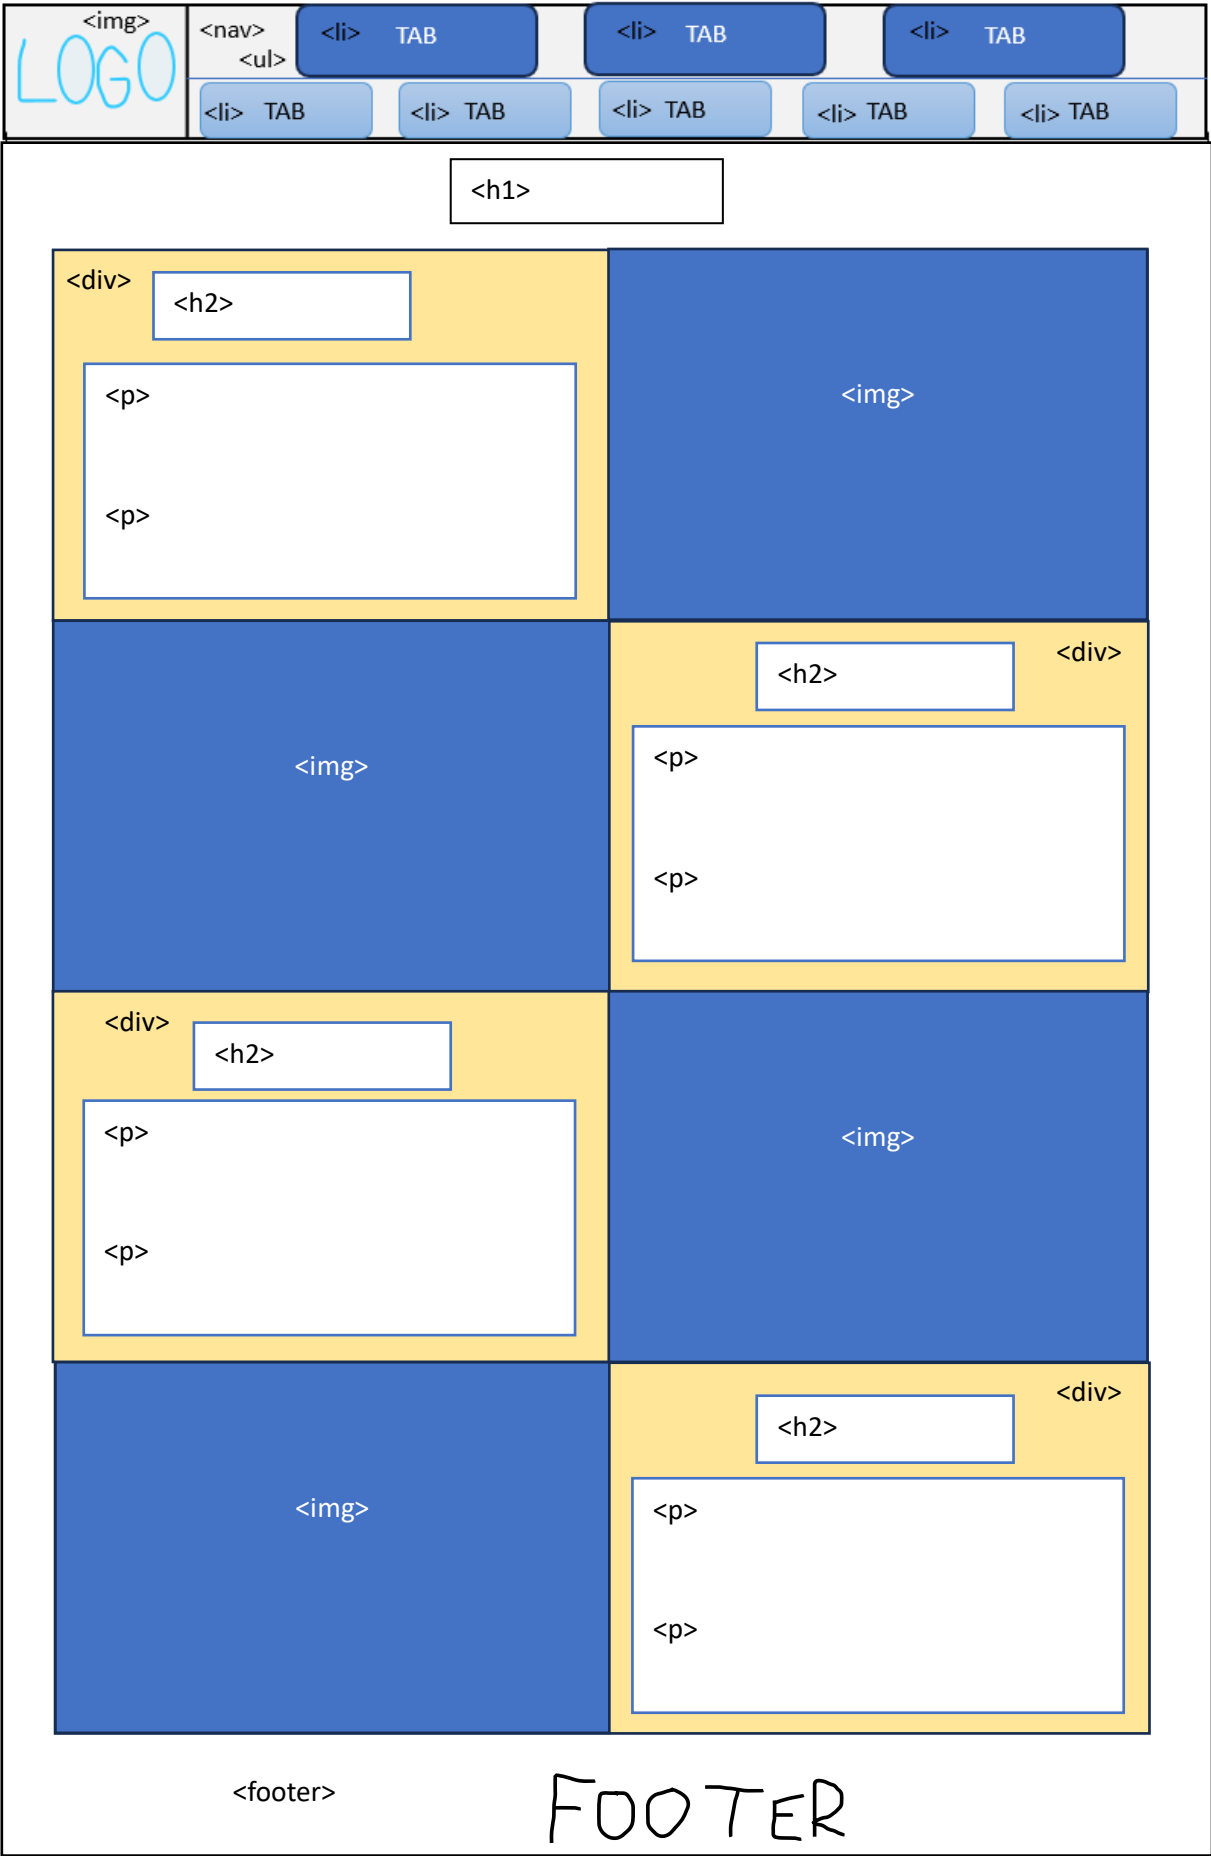 <img>
LOGO
<nav>
<ul>
<li> TAB
<li> TAB
<li> TAB
<li> TAB
<li> TAB
<li> TAB
<li> TAB
<li> TAB
<h1>
<div>
<h2>
<p>
<p>
<img>
<img>
<div>
<h2>
<p>
<p>
<div>
<h2>
<p>
<p>
<img>
<img>
<div>
<h2>
<p>
<p>
<footer>
FOOTER